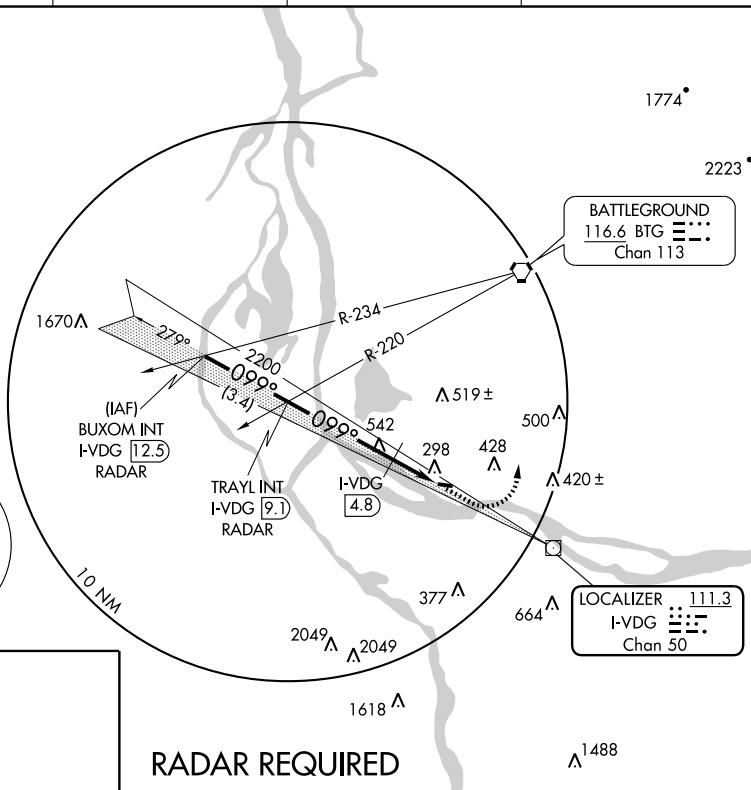 1774
2223
BATTLEGROUND
116.6 BTG
Chan 113
R-234
R-220
1670
279°
2200
099°
(3.4)
099°
(IAF)
BUXOM INT
I-VDG 12.5
RADAR
TRAYL INT
I-VDG 9.1
RADAR
I-VDG
4.8
542
519 ±
298
428
500
420 ±
10 NM
377
664
LOCALIZER 111.3
I-VDG
Chan 50
2049
2049
1618
1488
RADAR REQUIRED